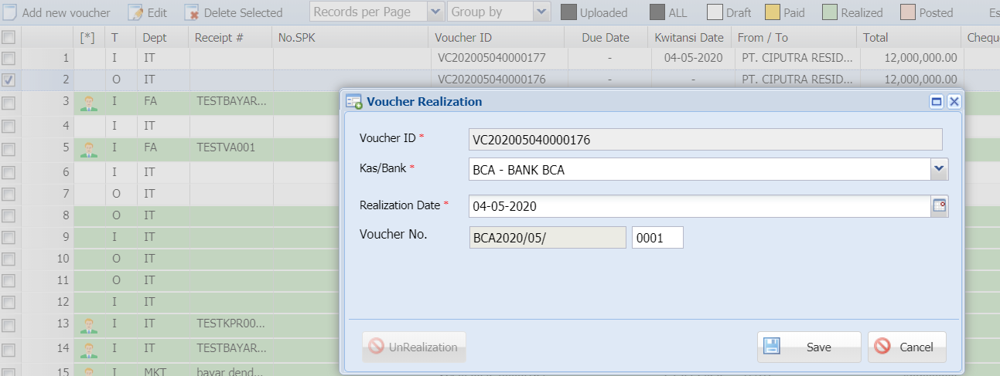 Add new voucher Edit Delete Selected Records per Page Group by Uploaded ALL Draft Paid Realized Posted Es
[*] T Dept Receipt # No.SPK Voucher ID Due Date Kwitansi Date From / To Total Cheque
1 I IT VC202005040000177 - 04-05-2020 PT. CIPUTRA RESID... 12,000,000.00
2 O IT VC202005040000176 - - PT. CIPUTRA RESID... 12,000,000.00
3 I FA TESTBAYAR...
4 I IT
5 I FA TESTVA001
6 I IT
7 O IT
8 O IT
9 I IT
10 O IT
11 O IT
12 I IT
13 I IT TESTKPR00...
14 I IT TESTBAYAR...
15 I MKT bayar dend...
Voucher Realization
Voucher ID * VC202005040000176
Kas/Bank * BCA - BANK BCA
Realization Date * 04-05-2020
Voucher No. BCA2020/05/ 0001
UnRealization Save Cancel